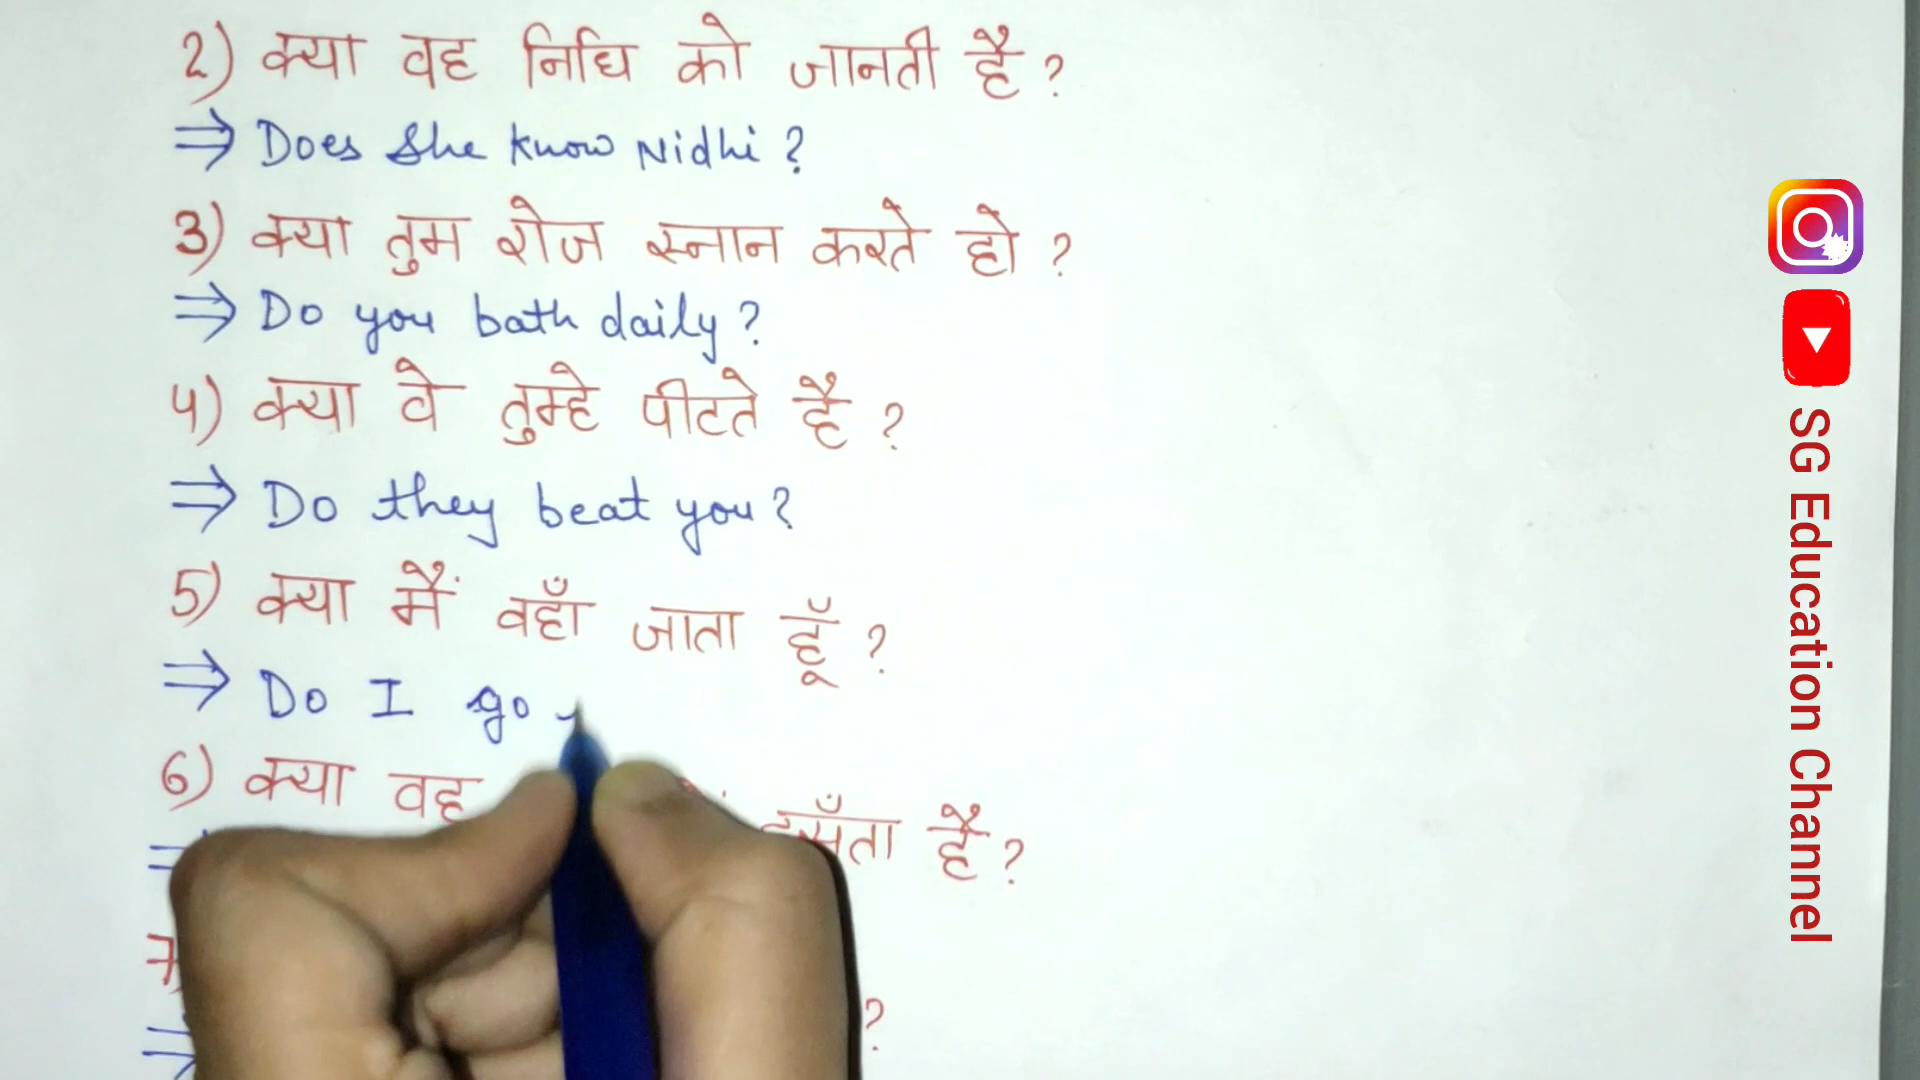 2) क्या वह निधि को जानती है ?
⇒ Does She know Nidhi ?
3) क्या तुम रोज स्नान करते हो ?
⇒ Do you bath daily ?
4) क्या वे तुम्हे पीटते है ?
⇒ Do they beat you ?
5) क्या मैं वहाँ जाता हूँ ?
⇒ Do I go
6) क्या वह है ?
7) ?
⇒
SG Education Channel